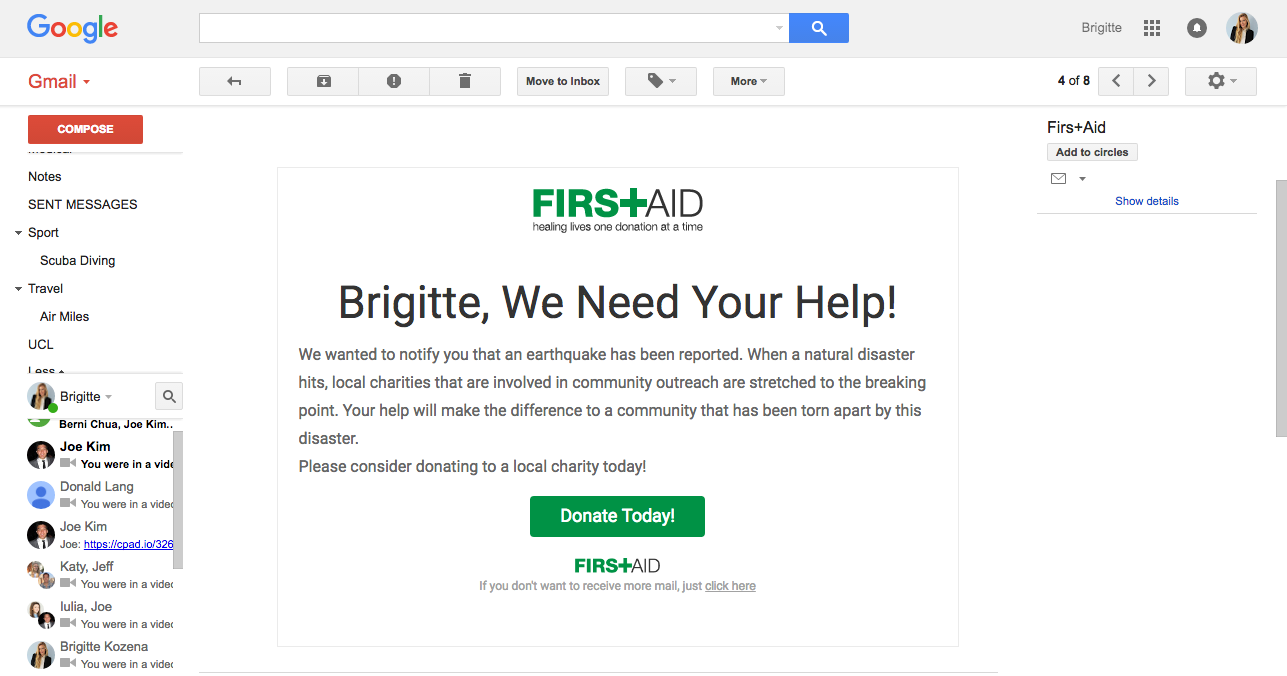 Google
Brigitte
Gmail
Move to Inbox
More
4 of 8
COMPOSE
Notes
SENT MESSAGES
Sport
Scuba Diving
Travel
Air Miles
UCL
Less
Brigitte
Berni Chua, Joe Kim..
Joe Kim
You were in a vide
Donald Lang
You were in a video
Joe Kim
Joe: https://cpad.io/326
Katy, Jeff
You were in a video
Iulia, Joe
You were in a video
Brigitte Kozena
You were in a video
FIRS+AID
healing lives one donation at a time
Brigitte, We Need Your Help!
We wanted to notify you that an earthquake has been reported. When a natural disaster
hits, local charities that are involved in community outreach are stretched to the breaking
point. Your help will make the difference to a community that has been torn apart by this
disaster.
Please consider donating to a local charity today!
Donate Today!
FIRS+AID
If you don't want to receive more mail, just click here
Firs+Aid
Add to circles
Show details